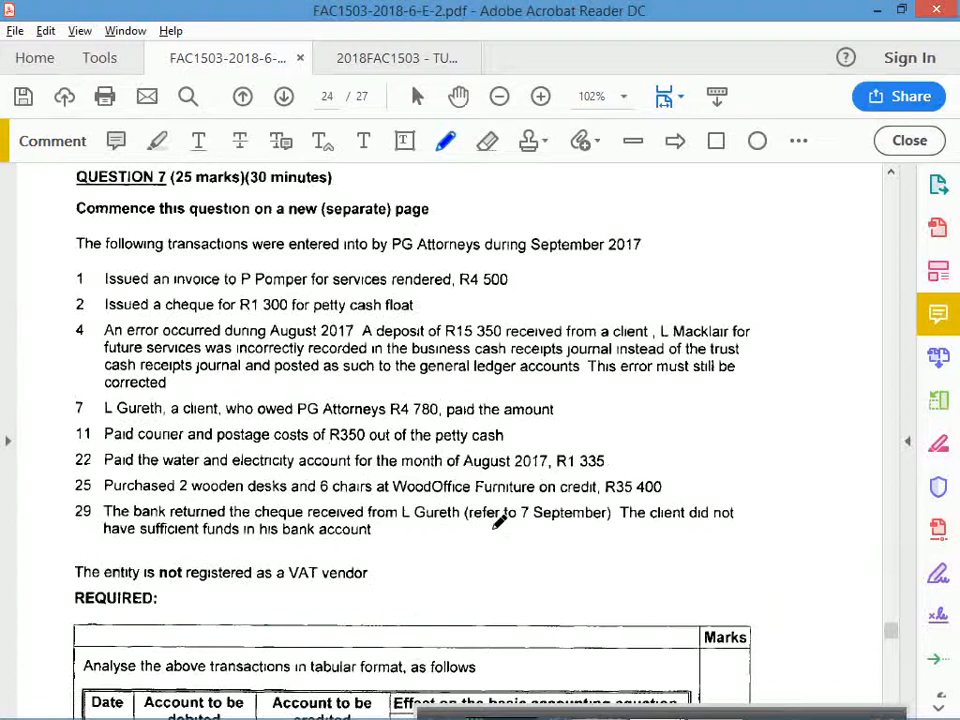 FAC1503-2018-6-E-2.pdf - Adobe Acrobat Reader DC
File Edit View Window Help
Home Tools FAC1503-2018-6-... × 2018FAC1503 - TU... Sign In
24 / 27 102% Share
Comment Close
QUESTION 7 (25 marks)(30 minutes)
Commence this question on a new (separate) page
The following transactions were entered into by PG Attorneys during September 2017
1 Issued an invoice to P Pomper for services rendered, R4 500
2 Issued a cheque for R1 300 for petty cash float
4 An error occurred during August 2017 A deposit of R15 350 received from a client , L Macklair for
future services was incorrectly recorded in the business cash receipts journal instead of the trust
cash receipts journal and posted as such to the general ledger accounts This error must still be
corrected
7 L Gureth, a client, who owed PG Attorneys R4 780, paid the amount
11 Paid courier and postage costs of R350 out of the petty cash
22 Paid the water and electricity account for the month of August 2017, R1 335
25 Purchased 2 wooden desks and 6 chairs at WoodOffice Furniture on credit, R35 400
29 The bank returned the cheque received from L Gureth (refer to 7 September) The client did not
have sufficient funds in his bank account
The entity is not registered as a VAT vendor
REQUIRED:
Marks
Analyse the above transactions in tabular format, as follows
Date Account to be Account to be Effect on the basic accounting equation
debited credited